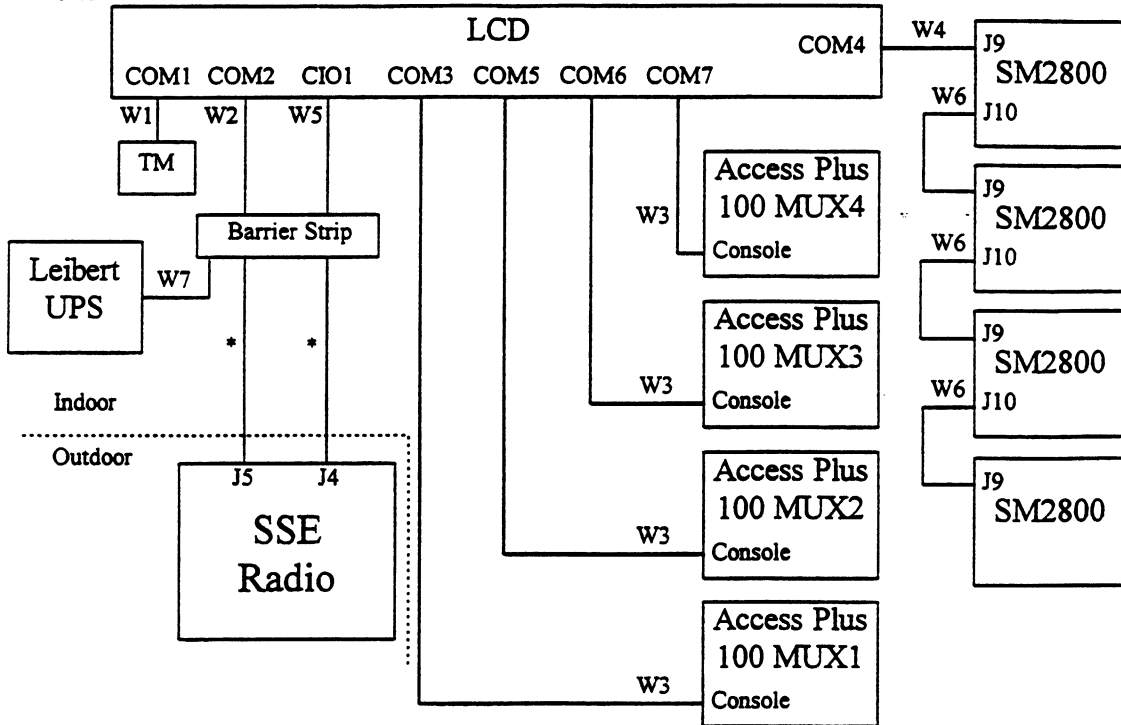 LCD
COM4
COM1 COM2 CIO1 COM3 COM5 COM6 COM7
W1 W2 W5
TM
Barrier Strip
Leibert
UPS
W7
* *
Indoor
Outdoor
J5 J4
SSE
Radio
W4
J9
SM2800
W6
J10
J9
SM2800
W6
J10
J9
SM2800
W6
J10
J9
SM2800
Access Plus
100 MUX4
W3
Console
Access Plus
100 MUX3
W3
Console
Access Plus
100 MUX2
W3
Console
Access Plus
100 MUX1
W3
Console